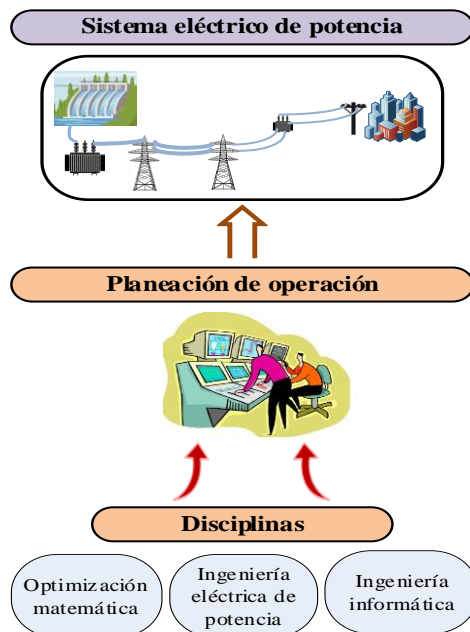 Sistema eléctrico de potencia
Planeación de operación
Disciplinas
Optimización
matemática
Ingeniería
eléctrica de
potencia
Ingeniería
informática